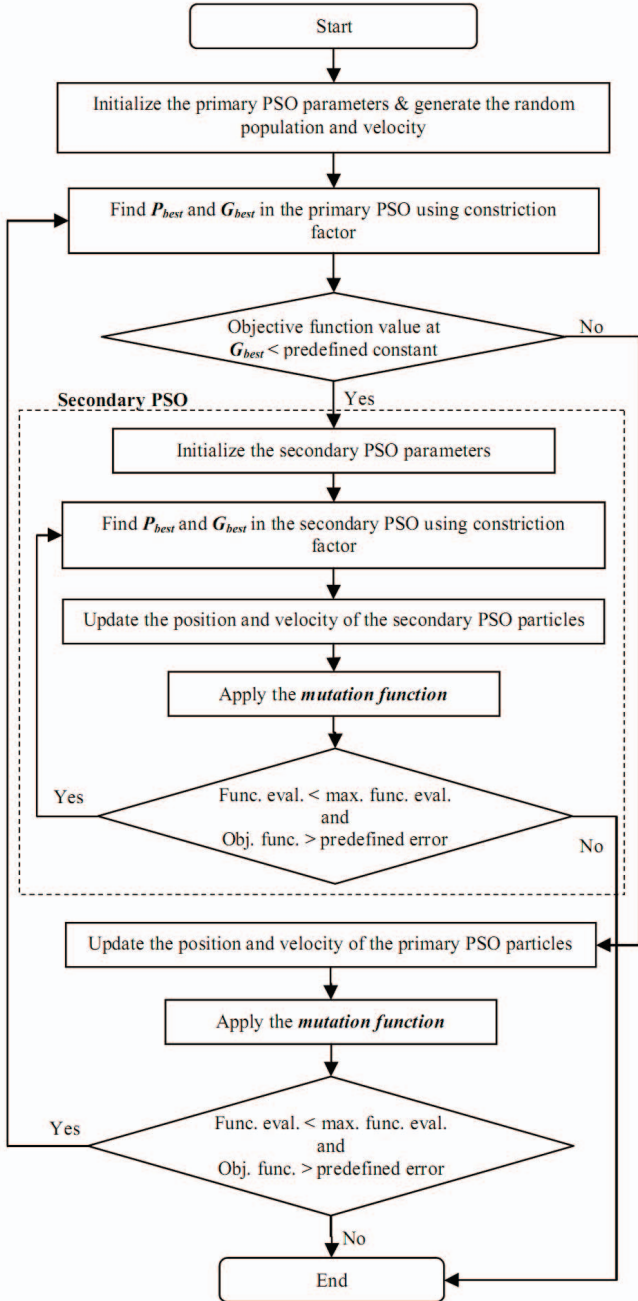 Start
Initialize the primary PSO parameters & generate the random
population and velocity
Find Pbest and Gbest in the primary PSO using constriction
factor
Objective function value at
Gbest < predefined constant
No
Yes
Secondary PSO
Initialize the secondary PSO parameters
Find Pbest and Gbest in the secondary PSO using constriction
factor
Update the position and velocity of the secondary PSO particles
Apply the mutation function
Func. eval. < max. func. eval.
and
Obj. func. > predefined error
Yes
No
Update the position and velocity of the primary PSO particles
Apply the mutation function
Func. eval. < max. func. eval.
and
Obj. func. > predefined error
Yes
No
End